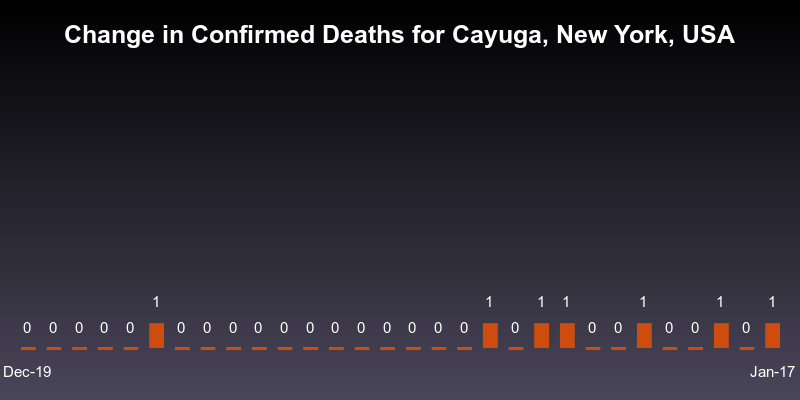 Change in Confirmed Deaths for Cayuga, New York, USA
1 1 1 1 1 1 1
0 0 0 0 0 0 0 0 0 0 0 0 0 0 0 0 0 0 0 0 0 0 0
Dec-19 Jan-17